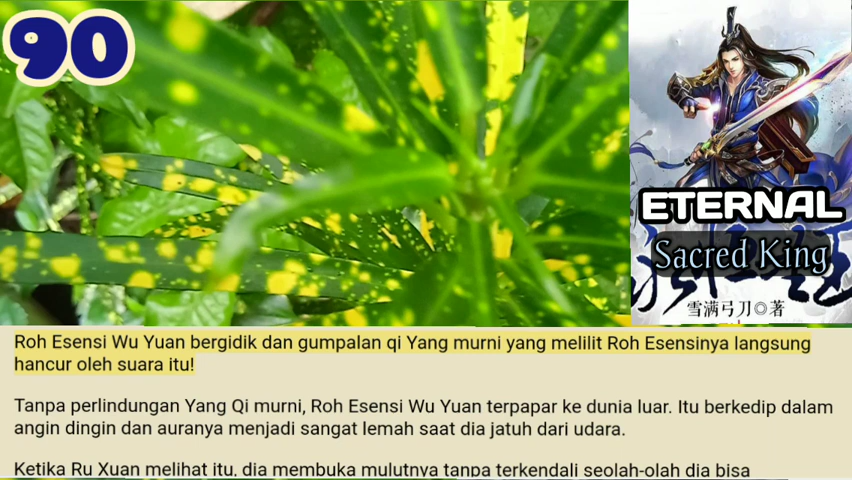 90
ETERNAL
Sacred King
雪满弓刀◎著
Roh Esensi Wu Yuan bergidik dan gumpalan qi Yang murni yang melilit Roh Esensinya langsung
hancur oleh suara itu!
Tanpa perlindungan Yang Qi murni, Roh Esensi Wu Yuan terpapar ke dunia luar. Itu berkedip dalam
angin dingin dan auranya menjadi sangat lemah saat dia jatuh dari udara.
Ketika Ru Xuan melihat itu, dia membuka mulutnya tanpa terkendali seolah-olah dia bisa